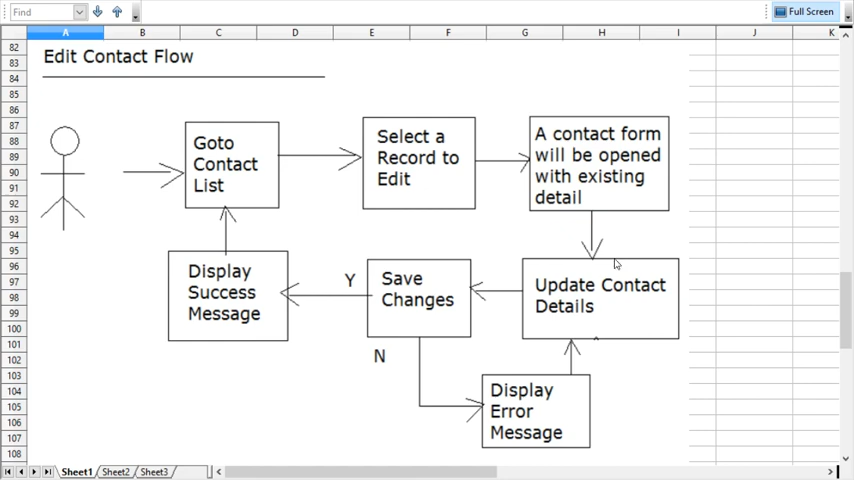 Find
Full Screen
A B C D E F G H I J K
82
83
84
85
86
87
88
89
90
91
92
93
94
95
96
97
98
99
100
101
102
103
104
105
106
107
108
Edit Contact Flow
Goto
Contact
List
Select a
Record to
Edit
A contact form
will be opened
with existing
detail
Update Contact
Details
Save
Changes
Y
N
Display
Success
Message
Display
Error
Message
Sheet1 Sheet2 Sheet3